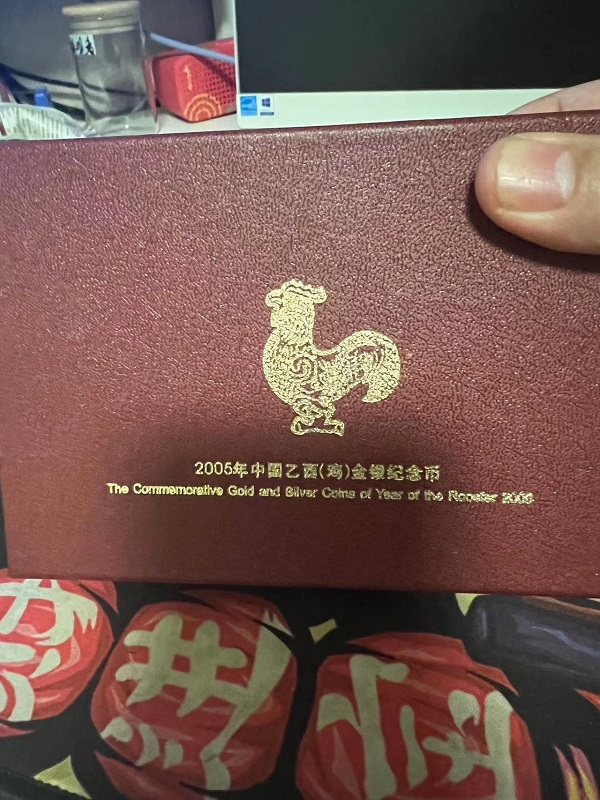 2005年中国乙酉(鸡)金银纪念币
The Commemorative Gold and Silver Coins of Year of the Rooster 2005